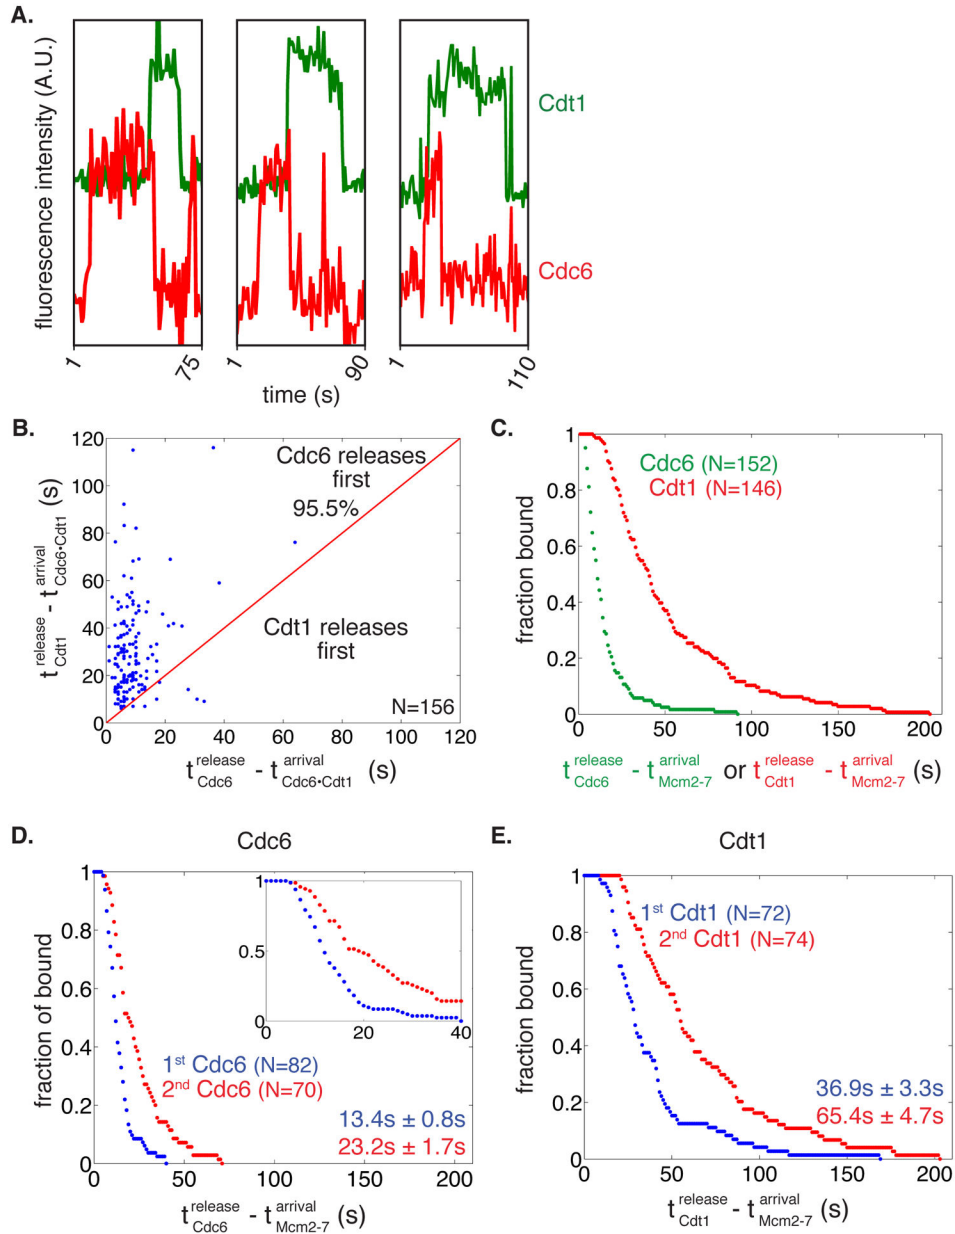 A.
fluorescence intensity (A.U.)
Cdt1
Cdc6
1 75
1 90
1 110
time (s)
B.
120
100
80
60
40
20
0
0 20 40 60 80 100 120
Cdc6 releases
first
95.5%
Cdt1 releases
first
N=156
t release Cdt1 - t arrival Cdc6•Cdt1 (s)
t release Cdc6 - t arrival Cdc6•Cdt1 (s)
C.
1
0.8
0.6
0.4
0.2
0
0 50 100 150 200
fraction bound
Cdc6 (N=152)
Cdt1 (N=146)
t release Cdc6 - t arrival Mcm2-7 or t release Cdt1 - t arrival Mcm2-7 (s)
D.
Cdc6
1
0.8
0.6
0.4
0.2
0
0 50 100 150 200
fraction of bound
1
0.5
0
0 20 40
1st Cdc6 (N=82)
2nd Cdc6 (N=70)
13.4s ± 0.8s
23.2s ± 1.7s
t release Cdc6 - t arrival Mcm2-7 (s)
E.
Cdt1
1
0.8
0.6
0.4
0.2
0
0 50 100 150 200
fraction bound
1st Cdt1 (N=72)
2nd Cdt1 (N=74)
36.9s ± 3.3s
65.4s ± 4.7s
t release Cdt1 - t arrival Mcm2-7 (s)